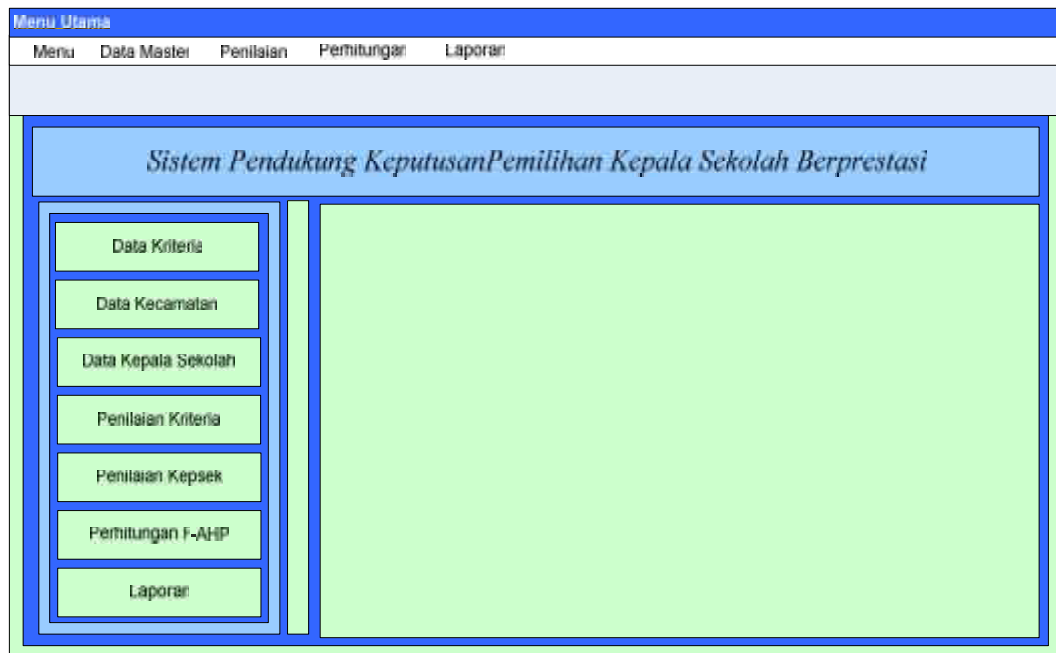 Menu Utama
Menu Data Master Penilaian Perhitungan Laporan
Sistem Pendukung KeputusanPemilihan Kepala Sekolah Berprestasi
Data Kriteria
Data Kecamatan
Data Kepala Sekolah
Penilaian Kriteria
Penilaian Kepsek
Perhitungan F-AHP
Laporan